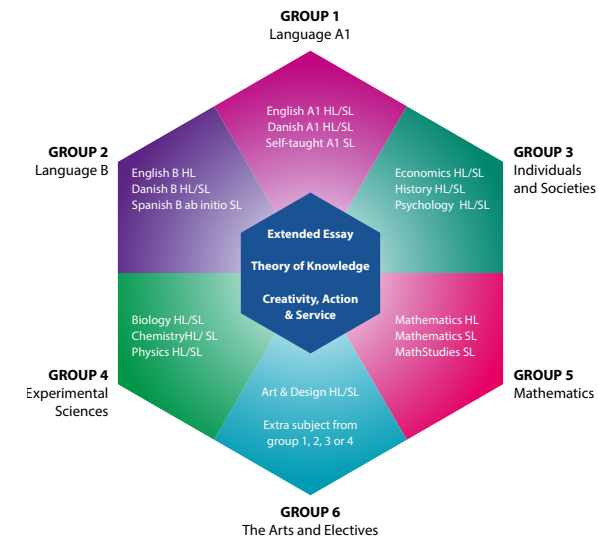 GROUP 1
Language A1
English A1 HL/SL
Danish A1 HL/SL
Self-taught A1 SL
GROUP 2
Language B
English B HL
Danish B HL/SL
Spanish B ab initio SL
GROUP 3
Individuals
and Societies
Economics HL/SL
History HL/SL
Psychology HL/SL
Extended Essay
Theory of Knowledge
Creativity, Action
& Service
GROUP 4
Experimental
Sciences
Biology HL/SL
ChemistryHL/ SL
Physics HL/SL
GROUP 5
Mathematics
Mathematics HL
Mathematics SL
MathStudies SL
Art & Design HL/SL
Extra subject from
group 1, 2, 3 or 4
GROUP 6
The Arts and Electives